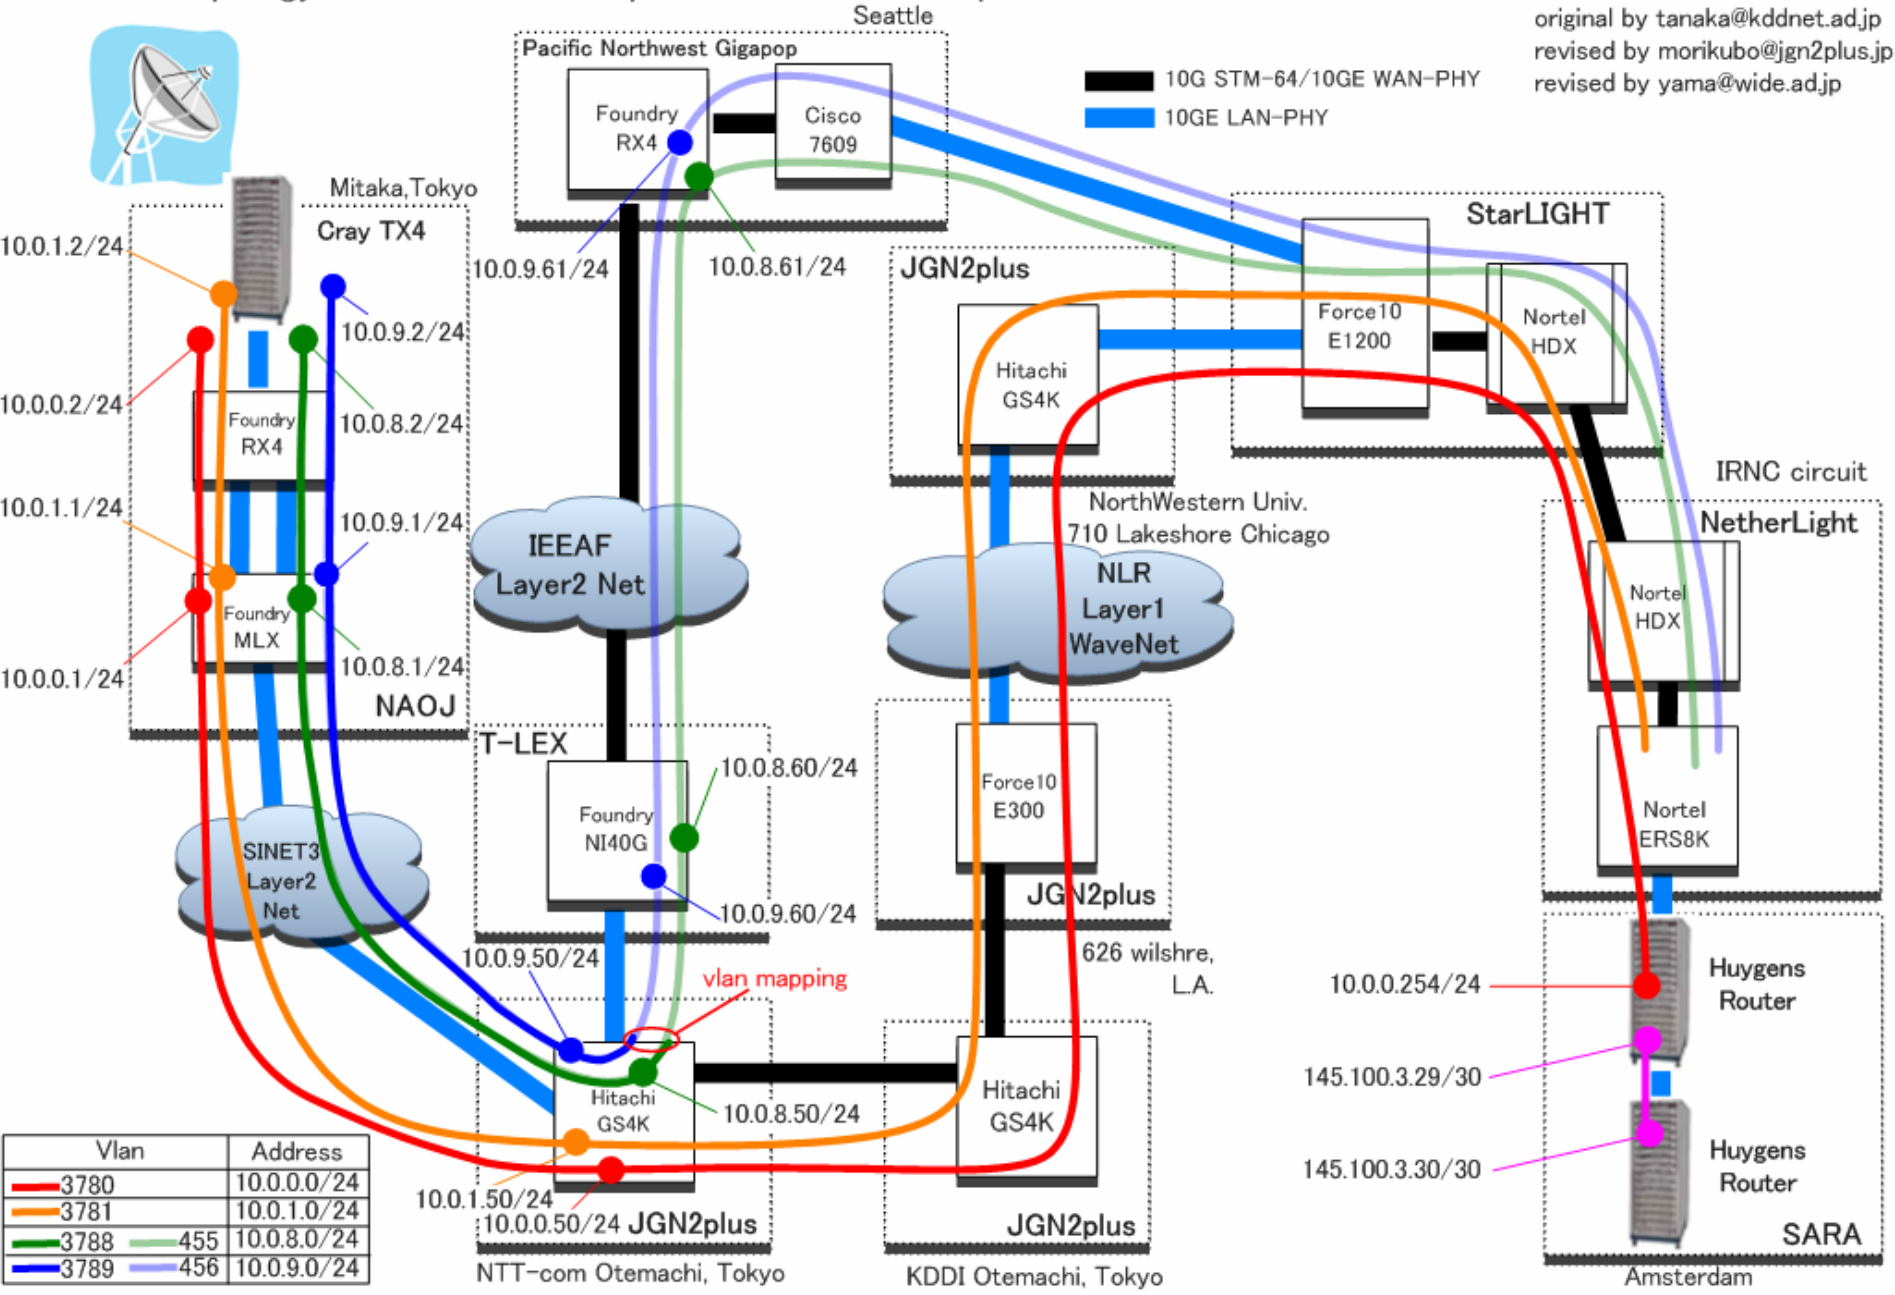 Seattle
original by tanaka@kddnet.ad.jp
revised by morikubo@jgn2plus.jp
revised by yama@wide.ad.jp
Pacific Northwest Gigapop
10G STM-64/10GE WAN-PHY
10GE LAN-PHY
Foundry
RX4
Cisco
7609
10.0.9.61/24
10.0.8.61/24
Mitaka,Tokyo
Cray TX4
10.0.1.2/24
10.0.9.2/24
10.0.0.2/24
10.0.8.2/24
Foundry
RX4
10.0.1.1/24
10.0.9.1/24
Foundry
MLX
10.0.0.1/24
10.0.8.1/24
NAOJ
StarLIGHT
JGN2plus
Hitachi
GS4K
Force10
E1200
Nortel
HDX
NorthWestern Univ.
710 Lakeshore Chicago
IRNC circuit
NetherLight
Nortel
HDX
Nortel
ERS8K
IEEAF
Layer2 Net
NLR
Layer1
WaveNet
T-LEX
Foundry
NI40G
10.0.8.60/24
10.0.9.60/24
Force10
E300
JGN2plus
626 wilshre,
L.A.
SINET3
Layer2
Net
10.0.9.50/24
vlan mapping
Hitachi
GS4K
10.0.8.50/24
10.0.1.50/24
10.0.0.50/24
JGN2plus
NTT-com Otemachi, Tokyo
Hitachi
GS4K
JGN2plus
KDDI Otemachi, Tokyo
10.0.0.254/24
Huygens
Router
145.100.3.29/30
145.100.3.30/30
Huygens
Router
SARA
Amsterdam
Vlan Address
3780 10.0.0.0/24
3781 10.0.1.0/24
3788 455 10.0.8.0/24
3789 456 10.0.9.0/24